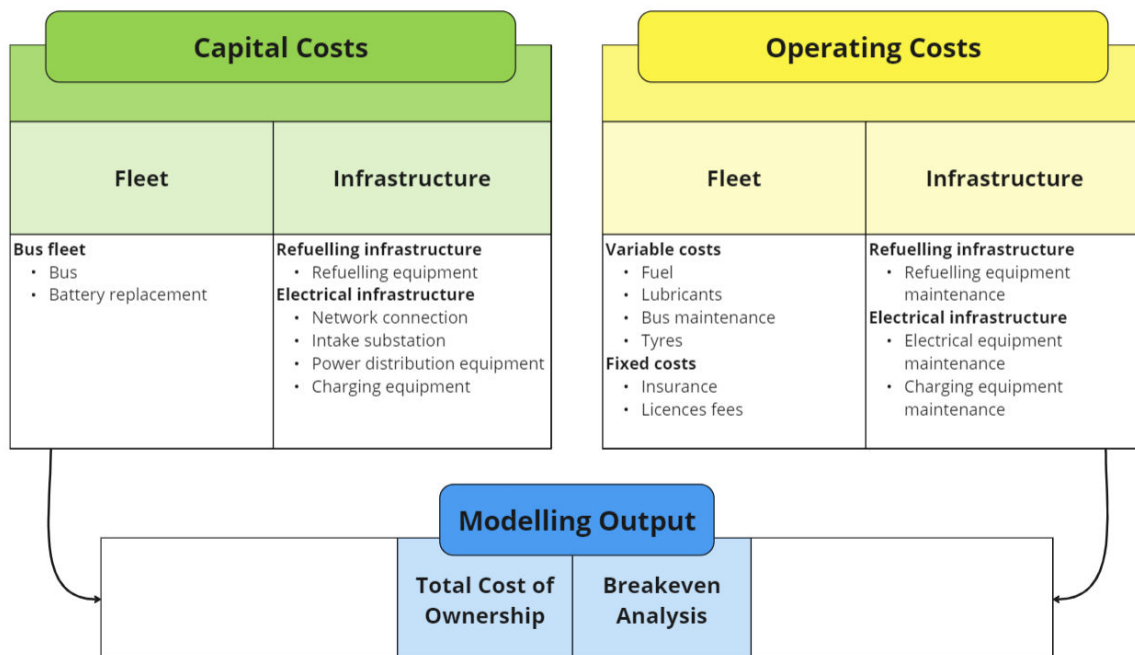 Capital Costs
Fleet
Infrastructure
Bus fleet
• Bus
• Battery replacement
Refuelling infrastructure
• Refuelling equipment
Electrical infrastructure
• Network connection
• Intake substation
• Power distribution equipment
• Charging equipment
Operating Costs
Fleet
Infrastructure
Variable costs
• Fuel
• Lubricants
• Bus maintenance
• Tyres
Fixed costs
• Insurance
• Licences fees
Refuelling infrastructure
• Refuelling equipment
maintenance
Electrical infrastructure
• Electrical equipment
maintenance
• Charging equipment
maintenance
Modelling Output
Total Cost of
Ownership
Breakeven
Analysis